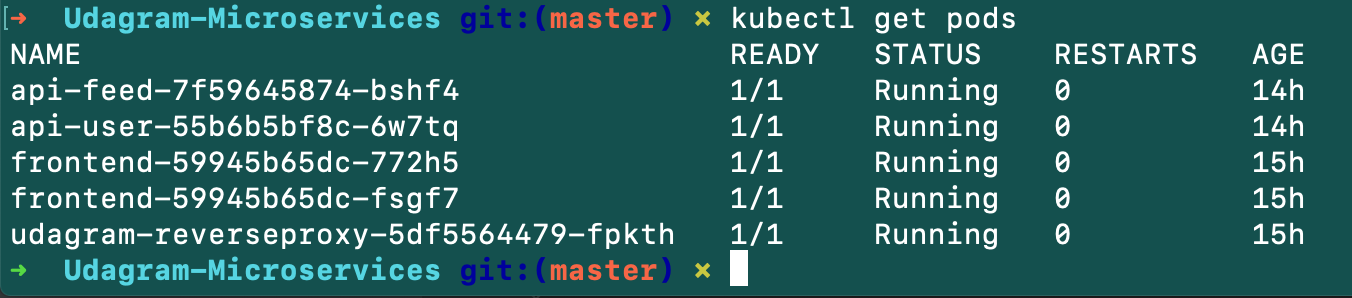 [➜  Udagram-Microservices git:(master) ✗ kubectl get pods
NAME                                    READY   STATUS    RESTARTS   AGE
api-feed-7f59645874-bshf4               1/1     Running   0          14h
api-user-55b6b5bf8c-6w7tq               1/1     Running   0          14h
frontend-59945b65dc-772h5               1/1     Running   0          15h
frontend-59945b65dc-fsgf7               1/1     Running   0          15h
udagram-reverseproxy-5df5564479-fpkth   1/1     Running   0          15h
➜  Udagram-Microservices git:(master) ✗